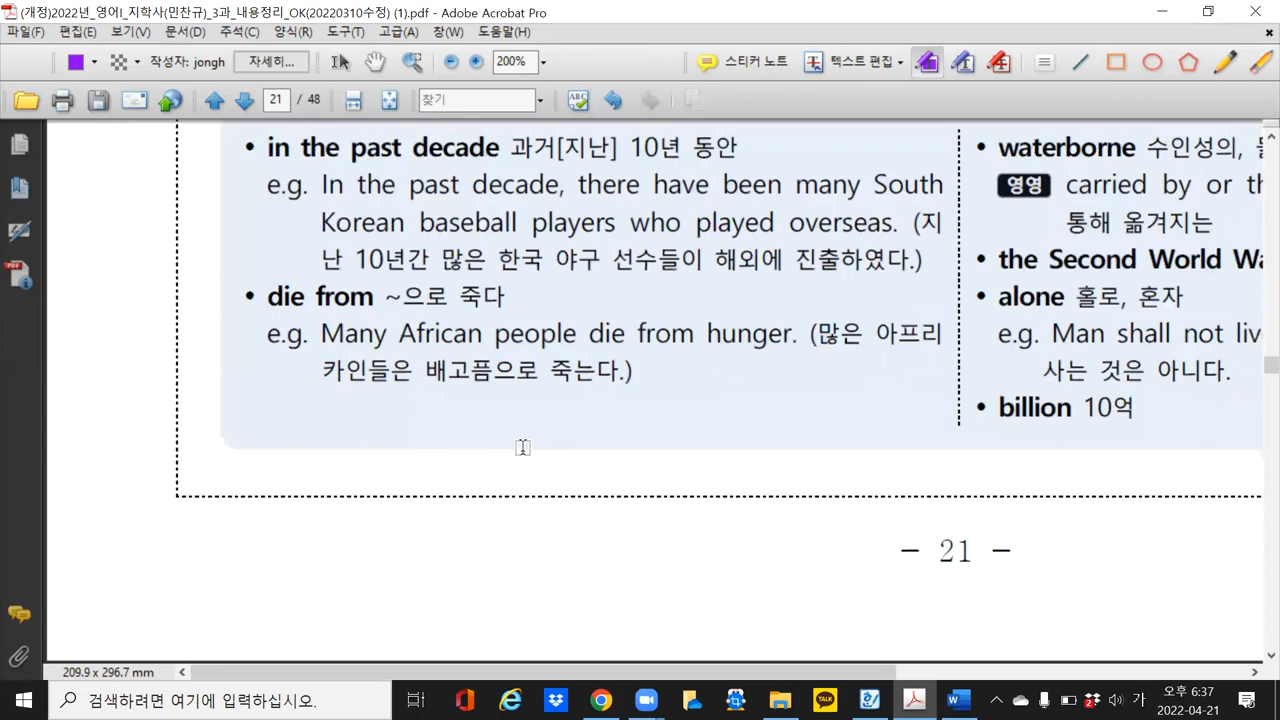 (개정)2022년_영어I_지학사(민찬규)_3과_내용정리_OK(20220310수정) (1).pdf - Adobe Acrobat Pro
파일(F) 편집(E) 보기(V) 문서(D) 주석(C) 양식(R) 도구(T) 고급(A) 창(W) 도움말(H)
작성자: jongh 자세히... 200% 스티커 노트 텍스트 편집
21 / 48 찾기
• in the past decade 과거[지난] 10년 동안
e.g. In the past decade, there have been many South
Korean baseball players who played overseas. (지
난 10년간 많은 한국 야구 선수들이 해외에 진출하였다.)
• die from ~으로 죽다
e.g. Many African people die from hunger. (많은 아프리
카인들은 배고픔으로 죽는다.)
• waterborne 수인성의,
영영 carried by or th
통해 옮겨지는
• the Second World Wa
• alone 홀로, 혼자
e.g. Man shall not liv
사는 것은 아니다.
• billion 10억
- 21 -
209.9 x 296.7 mm
검색하려면 여기에 입력하십시오.
TALK
가
오후 6:37
2022-04-21